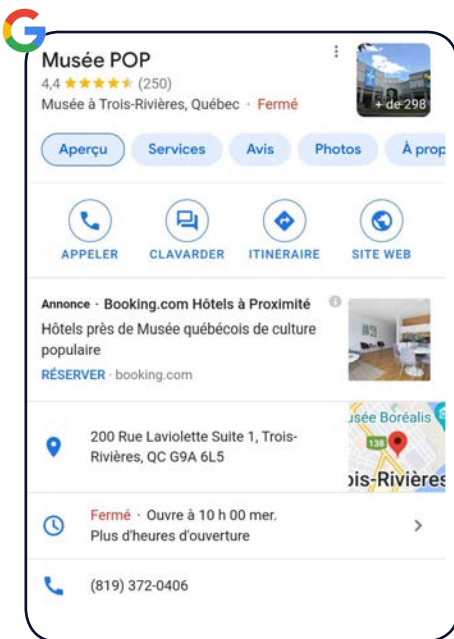 G
Musée POP
4,4 (250)
Musée à Trois-Rivières, Québec · Fermé
+ de 298
Aperçu Services Avis Photos À prop
APPELER CLAVARDER ITINÉRAIRE SITE WEB
Annonce · Booking.com Hôtels à Proximité
Hôtels près de Musée québécois de culture
populaire
RÉSERVER · booking.com
200 Rue Laviolette Suite 1, Trois-
Rivières, QC G9A 6L5
usée Boréalis
138
ois-Rivières
Fermé · Ouvre à 10 h 00 mer.
Plus d'heures d'ouverture
(819) 372-0406